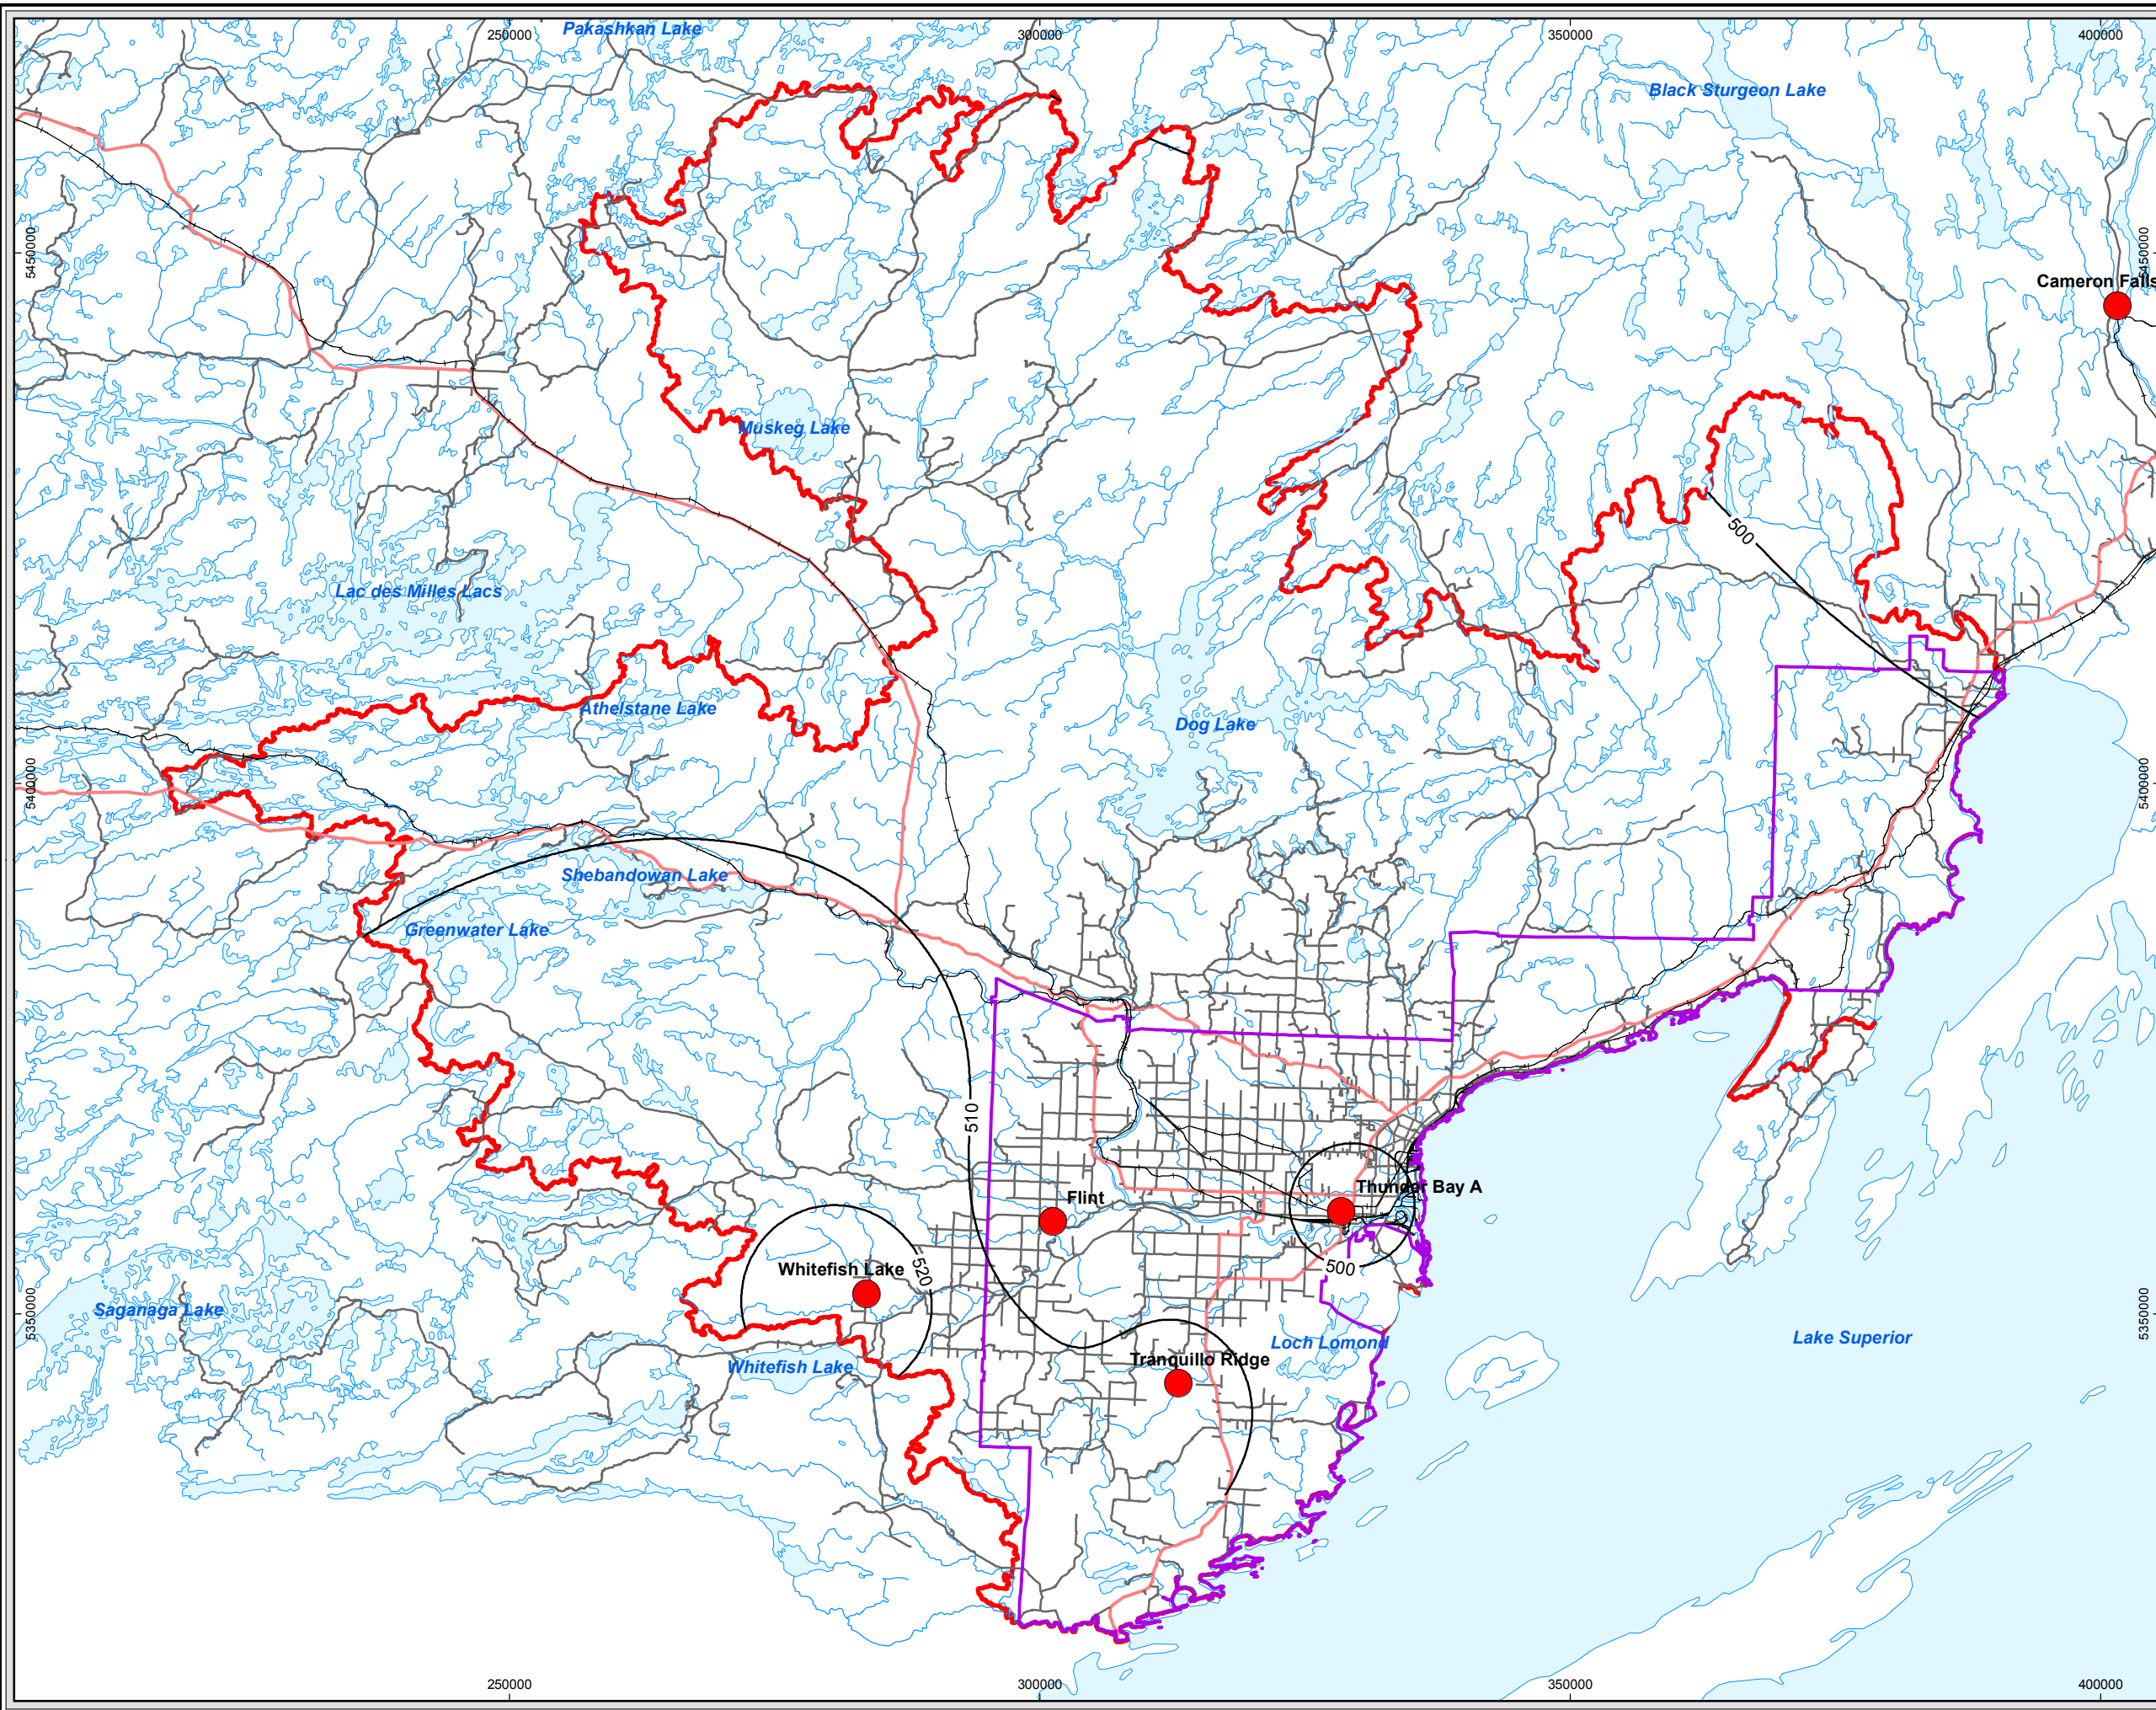 Pakashkan Lake
250000
300000
350000
400000
Black Sturgeon Lake
5450000
5450000
Cameron Falls
Muskeg Lake
500
Lac des Milles Lacs
Athelstane Lake
Dog Lake
5400000
5400000
Shebandowan Lake
Greenwater Lake
510
Flint
Thunder Bay A
Whitefish Lake
520
500
Saganaga Lake
5350000
5350000
Loch Lomond
Lake Superior
Tranquillo Ridge
Whitefish Lake
250000
300000
350000
400000